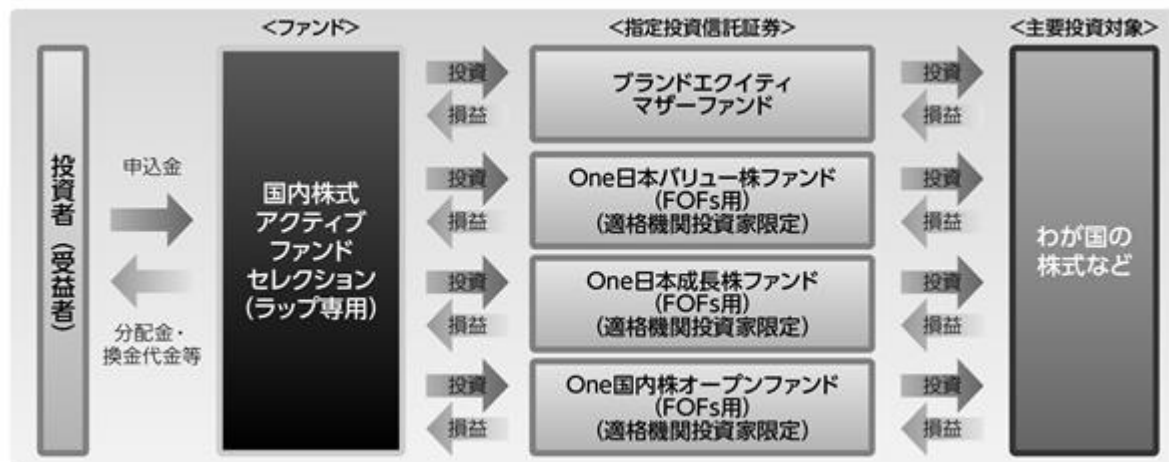 <ファンド>
<指定投資信託証券>
<主要投資対象>
投資者（受益者）
申込金
分配金・
換金代金等
国内株式
アクティブ
ファンド
セレクション
(ラップ専用)
投資
損益
ブランドエクイティ
マザーファンド
投資
損益
投資
損益
One日本バリュー株ファンド
(FOFs用)
(適格機関投資家限定)
投資
損益
投資
損益
One日本成長株ファンド
(FOFs用)
(適格機関投資家限定)
投資
損益
投資
損益
One国内株オープンファンド
(FOFs用)
(適格機関投資家限定)
投資
損益
わが国の
株式など